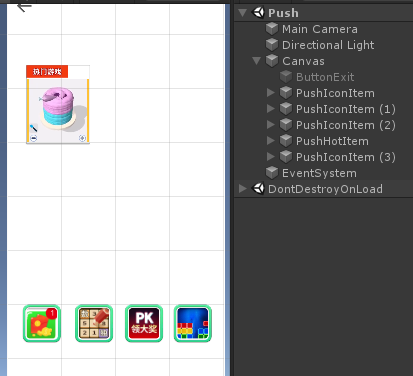 热门游戏
1
PK
领大奖
Push
Main Camera
Directional Light
Canvas
ButtonExit
PushIconItem
PushIconItem (1)
PushIconItem (2)
PushHotItem
PushIconItem (3)
EventSystem
DontDestroyOnLoad